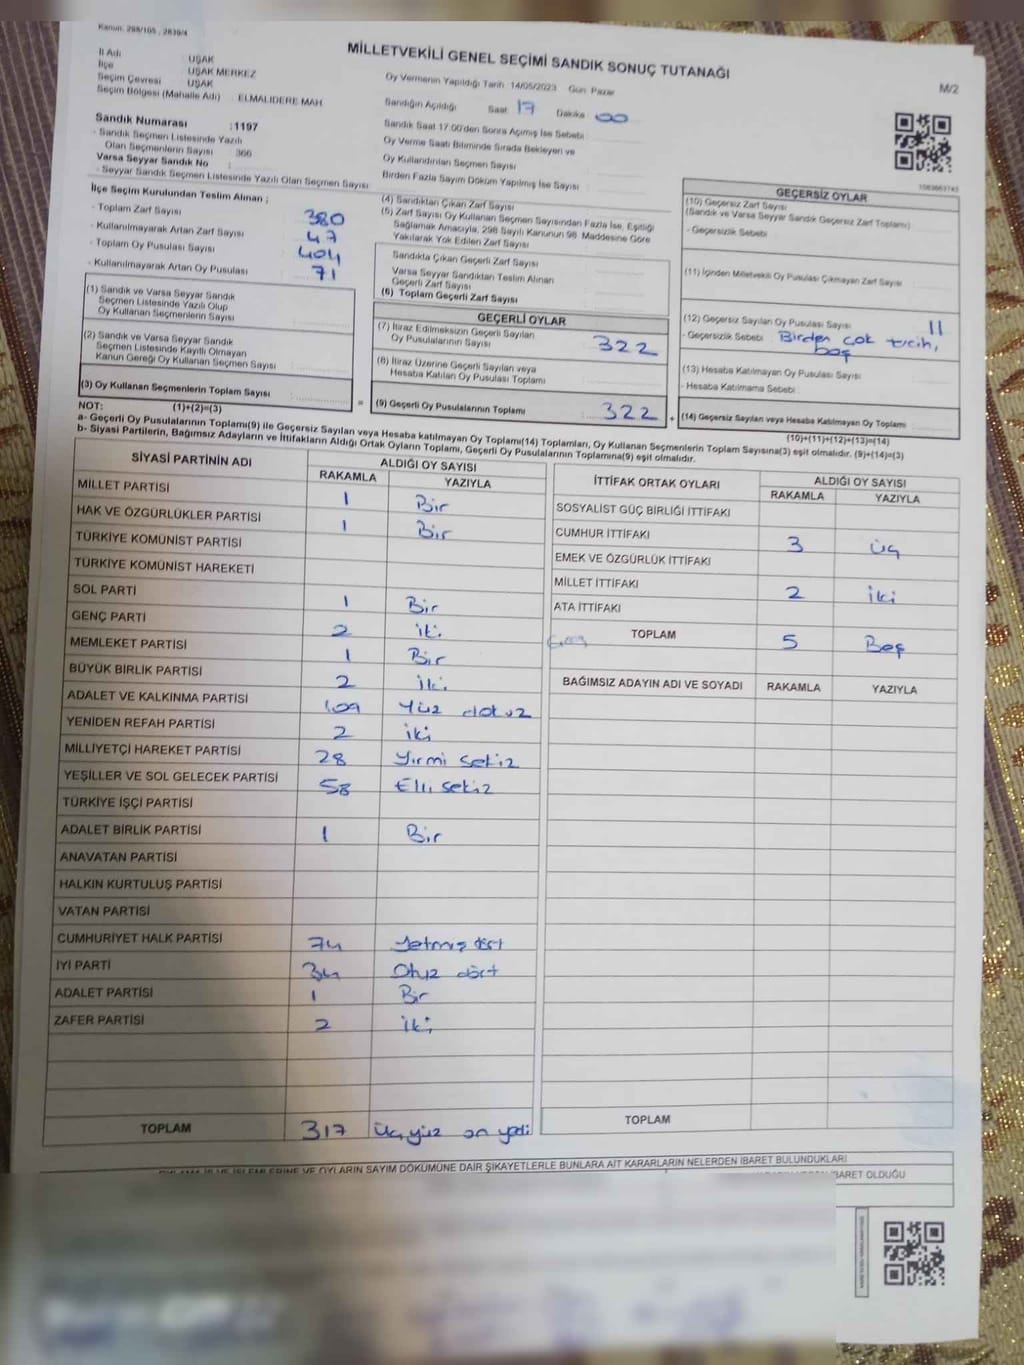 Kanun: 298/105 , 2839/4
MİLLETVEKİLİ GENEL SEÇİMİ SANDIK SONUÇ TUTANAĞI
M/2
İl Adı : UŞAK
İlçe : UŞAK MERKEZ
Seçim Çevresi : UŞAK
Seçim Bölgesi (Mahalle Adı) : ELMALIDERE MAH
Oy Vermenin Yapıldığı Tarih :14/05/2023 Gün: Pazar
Sandığın Açıldığı Saat 17 Dakika 00
Sandık Saat 17:00'den Sonra Açımış İse Sebebi
Oy Verme Saati Bitiminde Sırada Bekleyen ve
Oy Kullandırılan Seçmen Sayısı
Birden Fazla Sayım Döküm Yapılmış İse Sayısı :
Sandık Numarası :1197
- Sandık Seçmen Listesinde Yazılı
Olan Seçmenlerin Sayısı : 366
Varsa Seyyar Sandık No :
- Seyyar Sandık Seçmen Listesinde Yazılı Olan Seçmen Sayısı
İlçe Seçim Kurulundan Teslim Alınan ;
- Toplam Zarf Sayısı 380
- Kullanılmayarak Artan Zarf Sayısı 47
- Toplam Oy Pusulası Sayısı 404
- Kullanılmayarak Artan Oy Pusulası 71
(1) Sandık ve Varsa Seyyar Sandık
Seçmen Listesinde Yazılı Olup
Oy Kullanan Seçmenlerin Sayısı
(2) Sandık ve Varsa Seyyar Sandık
Seçmen Listesinde Kayıtlı Olmayan
Kanun Gereği Oy Kullanan Seçmen Sayısı
(3) Oy Kullanan Seçmenlerin Toplam Sayısı :
(4) Sandıktan Çıkan Zarf Sayısı
(5) Zarf Sayısı Oy Kullanan Seçmen Sayısından Fazla İse, Eşitliği
Sağlamak Amacıyla, 298 Sayılı Kanunun 98. Maddesine Göre
Yakılarak Yok Edilen Zarf Sayısı
Sandıkta Çıkan Geçerli Zarf Sayısı
Varsa Seyyar Sandıktan Teslim Alınan
Geçerli Zarf Sayısı
(6) Toplam Geçerli Zarf Sayısı
GEÇERLİ OYLAR
(7) İtiraz Edilmeksizin Geçerli Sayılan
Oy Pusulalarının Sayısı 322
(8) İtiraz Üzerine Geçerli Sayılan veya
Hesaba Katılan Oy Pusulası Toplamı
= (9) Geçerli Oy Pusulalarının Toplamı 322
1083663743
GEÇERSİZ OYLAR
(10) Geçersiz Zarf Sayısı
(Sandık ve Varsa Seyyar Sandık Geçersiz Zarf Toplamı)
- Geçersizlik Sebebi
(11) İçinden Milletvekili Oy Pusulası Çıkmayan Zarf Sayısı
(12) Geçersiz Sayılan Oy Pusulası Sayısı 11
- Geçersizlik Sebebi Birden çok tercih,
boş
(13) Hesaba Katılmayan Oy Pusulası Sayısı :
- Hesaba Katılmama Sebebi
+ (14) Geçersiz Sayılan veya Hesaba Katılmayan Oy Toplamı
NOT: (1)+(2)=(3)
(10)+(11)+(12)+(13)=(14)
a- Geçerli Oy Pusulaları Toplamı(9) ile Geçersiz Sayılan veya Hesaba katılmayan Oy Toplamı(14) Toplamları, Oy Kullanan Seçmenlerin Toplam Sayısına(3) eşit olmalıdır. (9)+(14)=(3)
b- Siyasi Partilerin, Bağımsız Adayların ve İttifakların Aldığı Ortak Oyların Toplamı, Geçerli Oy Pusulalarının Toplamına(9) eşit olmalıdır.
SİYASİ PARTİNİN ADI ALDIĞI OY SAYISI
RAKAMLA YAZIYLA
MİLLET PARTİSİ 1 Bir
HAK VE ÖZGÜRLÜKLER PARTİSİ 1 Bir
TÜRKİYE KOMÜNİST PARTİSİ
TÜRKİYE KOMÜNİST HAREKETİ
SOL PARTİ 1 Bir
GENÇ PARTİ 2 iki
MEMLEKET PARTİSİ 1 Bir
BÜYÜK BİRLİK PARTİSİ 2 iki
ADALET VE KALKINMA PARTİSİ 109 Yüz dokuz
YENİDEN REFAH PARTİSİ 2 iki
MİLLİYETÇİ HAREKET PARTİSİ 28 Yirmi sekiz
YEŞİLLER VE SOL GELECEK PARTİSİ 58 Elli sekiz
TÜRKİYE İŞÇİ PARTİSİ
ADALET BİRLİK PARTİSİ 1 Bir
ANAVATAN PARTİSİ
HALKIN KURTULUŞ PARTİSİ
VATAN PARTİSİ
CUMHURİYET HALK PARTİSİ 74 Yetmiş dört
İYİ PARTİ 34 Otuz dört
ADALET PARTİSİ 1 Bir
ZAFER PARTİSİ 2 iki
TOPLAM 317 üçyüz on yedi
İTTİFAK ORTAK OYLARI ALDIĞI OY SAYISI
RAKAMLA YAZIYLA
SOSYALİST GÜÇ BİRLİĞİ İTTİFAKI
CUMHUR İTTİFAKI 3 üç
EMEK VE ÖZGÜRLÜK İTTİFAKI
MİLLET İTTİFAKI 2 iki
ATA İTTİFAKI
TOPLAM 5 Beş
BAĞIMSIZ ADAYIN ADI VE SOYADI RAKAMLA YAZIYLA
TOPLAM
OYLAMA İŞ VE İŞLEMLERİNE VE OYLARIN SAYIM DÖKÜMÜNE DAİR ŞİKAYETLERLE BUNLARA AİT KARARLARIN NELERDEN İBARET BULUNDUKLARI
İBARET OLDUĞU